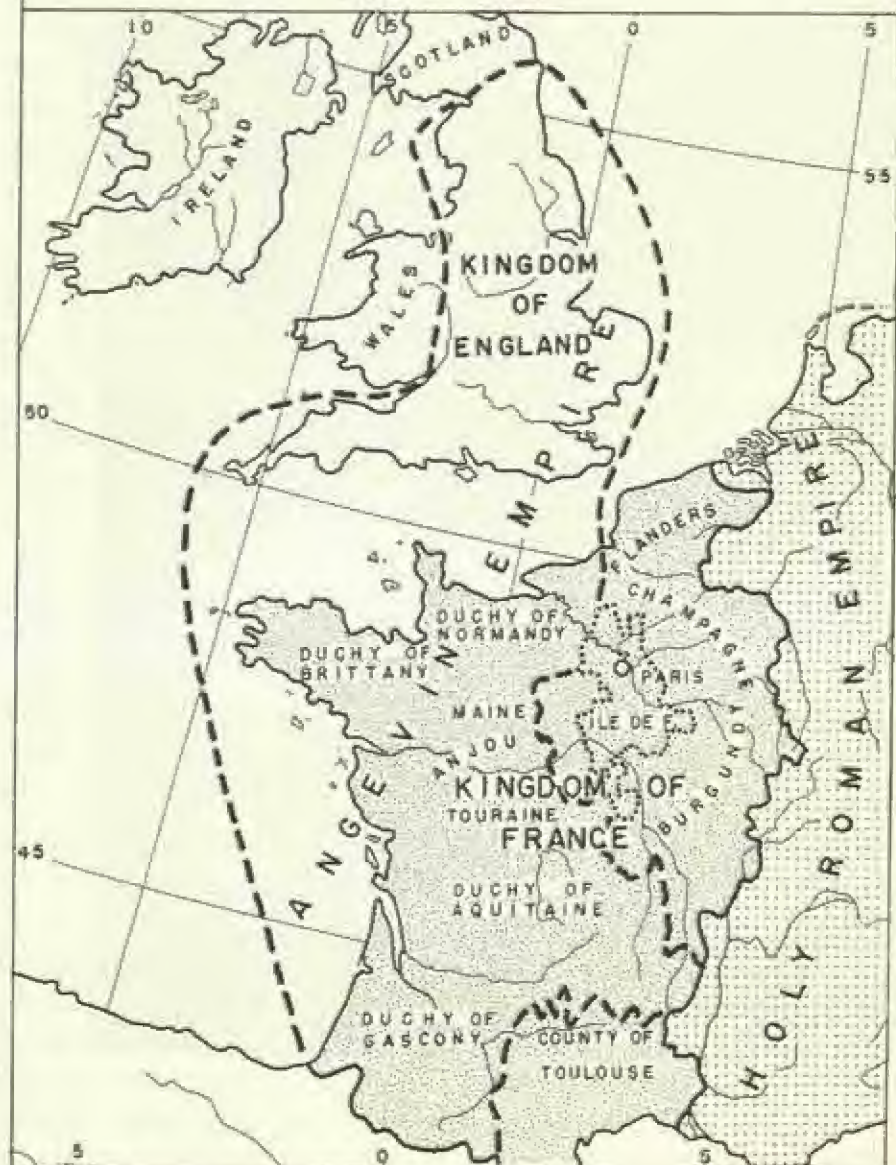 10
5
0
5
SCOTLAND
IRELAND
55
KINGDOM
OF
ENGLAND
WALES
50
ANGEVIN EMPIRE
HOLY ROMAN EMPIRE
FLANDERS
CHAMPAGNE
DUCHY OF
NORMANDY
DUCHY OF
BRITTANY
PARIS
MAINE
ILE DE F.
ANJOU
KINGDOM OF
FRANCE
TOURAINE
BURGUNDY
45
DUCHY OF
AQUITAINE
DUCHY OF
GASCONY
COUNTY OF
TOULOUSE
5
0
5